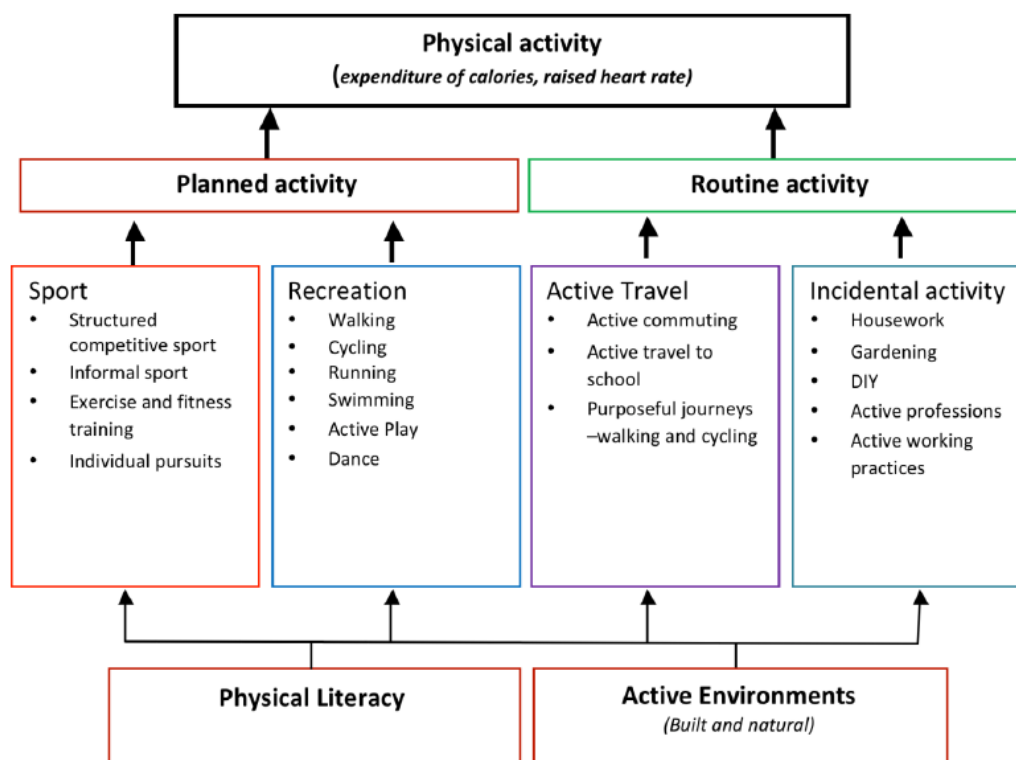 Physical activity
(expenditure of calories, raised heart rate)
Planned activity
Routine activity
Sport
• Structured
competitive sport
• Informal sport
• Exercise and fitness
training
• Individual pursuits
Recreation
• Walking
• Cycling
• Running
• Swimming
• Active Play
• Dance
Active Travel
• Active commuting
• Active travel to
school
• Purposeful journeys
–walking and cycling
Incidental activity
• Housework
• Gardening
• DIY
• Active professions
• Active working
practices
Physical Literacy
Active Environments
(Built and natural)